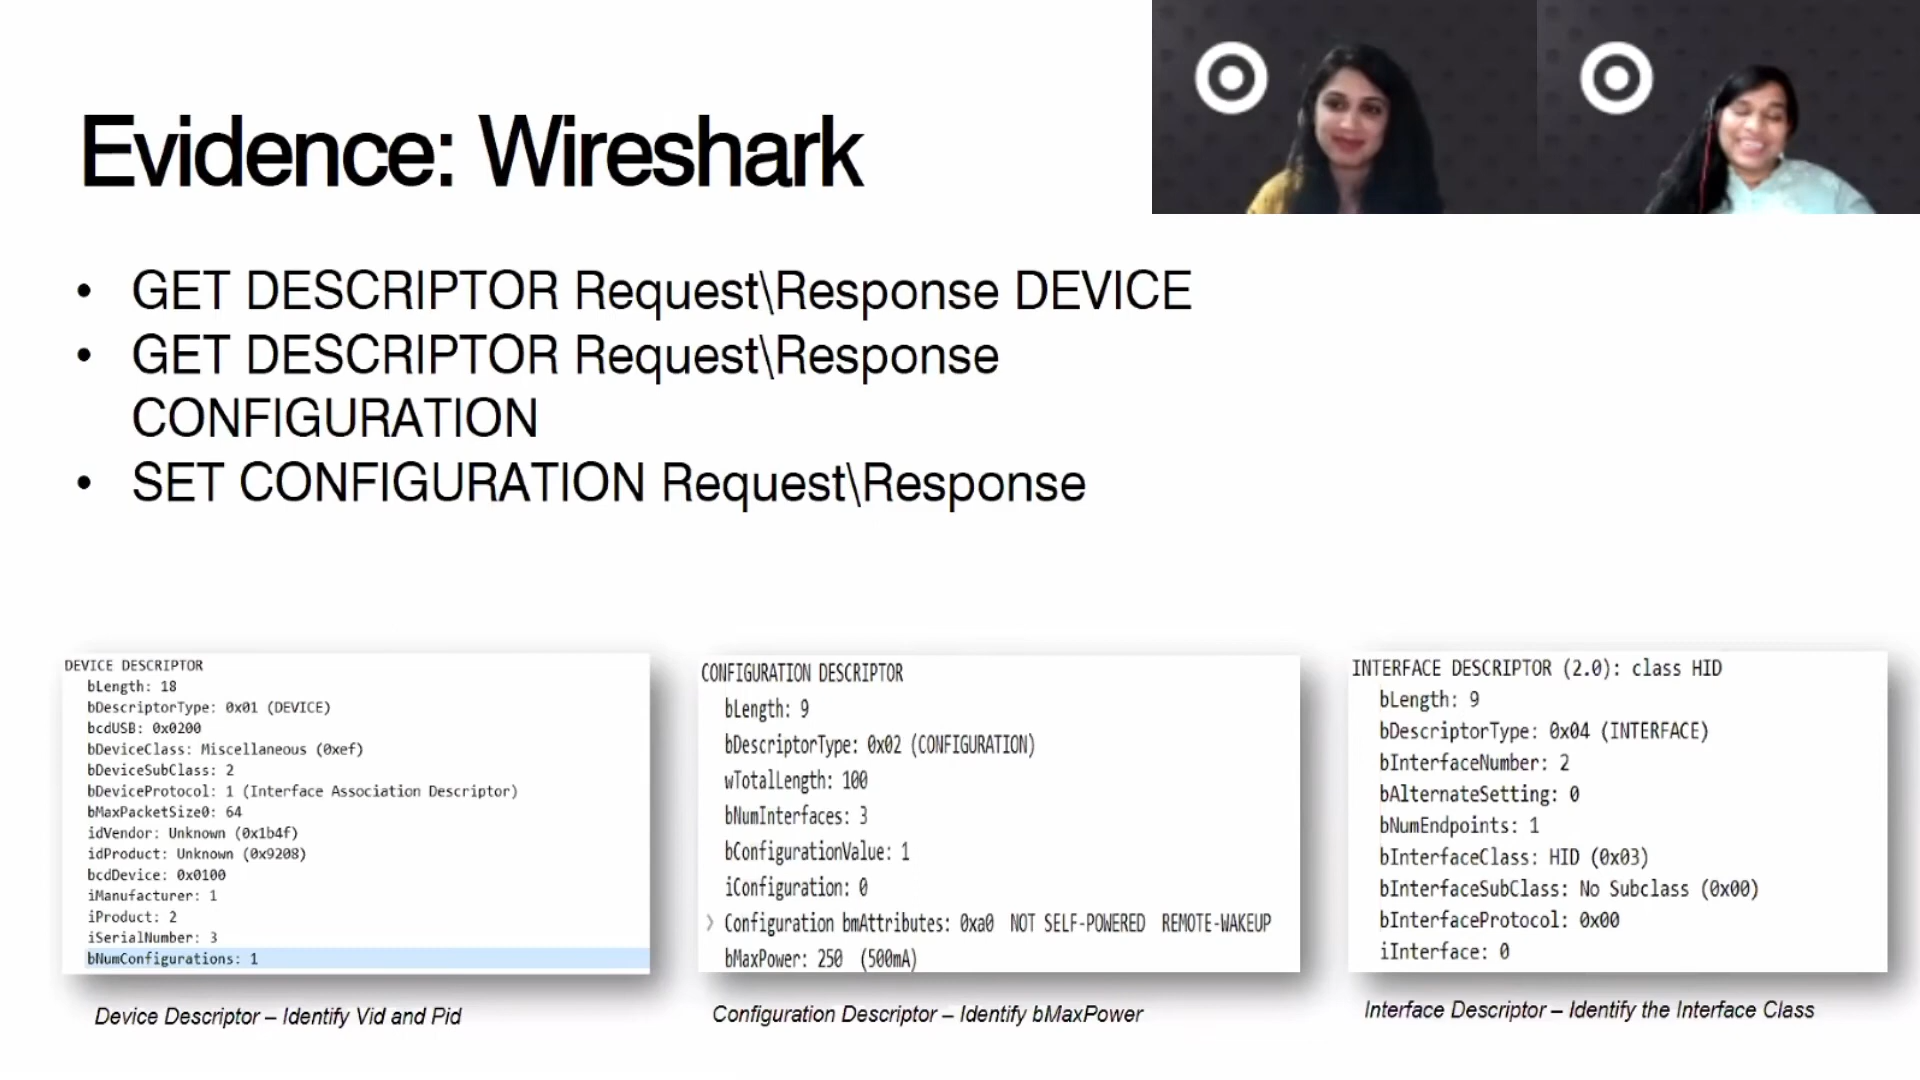 Evidence: Wireshark
• GET DESCRIPTOR Request\Response DEVICE
• GET DESCRIPTOR Request\Response
CONFIGURATION
• SET CONFIGURATION Request\Response
DEVICE DESCRIPTOR
bLength: 18
bDescriptorType: 0x01 (DEVICE)
bcdUSB: 0x0200
bDeviceClass: Miscellaneous (0xef)
bDeviceSubClass: 2
bDeviceProtocol: 1 (Interface Association Descriptor)
bMaxPacketSize0: 64
idVendor: Unknown (0x1b4f)
idProduct: Unknown (0x9208)
bcdDevice: 0x0100
iManufacturer: 1
iProduct: 2
iSerialNumber: 3
bNumConfigurations: 1
Device Descriptor – Identify Vid and Pid
CONFIGURATION DESCRIPTOR
bLength: 9
bDescriptorType: 0x02 (CONFIGURATION)
wTotalLength: 100
bNumInterfaces: 3
bConfigurationValue: 1
iConfiguration: 0
Configuration bmAttributes: 0xa0 NOT SELF-POWERED REMOTE-WAKEUP
bMaxPower: 250 (500mA)
Configuration Descriptor – Identify bMaxPower
INTERFACE DESCRIPTOR (2.0): class HID
bLength: 9
bDescriptorType: 0x04 (INTERFACE)
bInterfaceNumber: 2
bAlternateSetting: 0
bNumEndpoints: 1
bInterfaceClass: HID (0x03)
bInterfaceSubClass: No Subclass (0x00)
bInterfaceProtocol: 0x00
iInterface: 0
Interface Descriptor – Identify the Interface Class